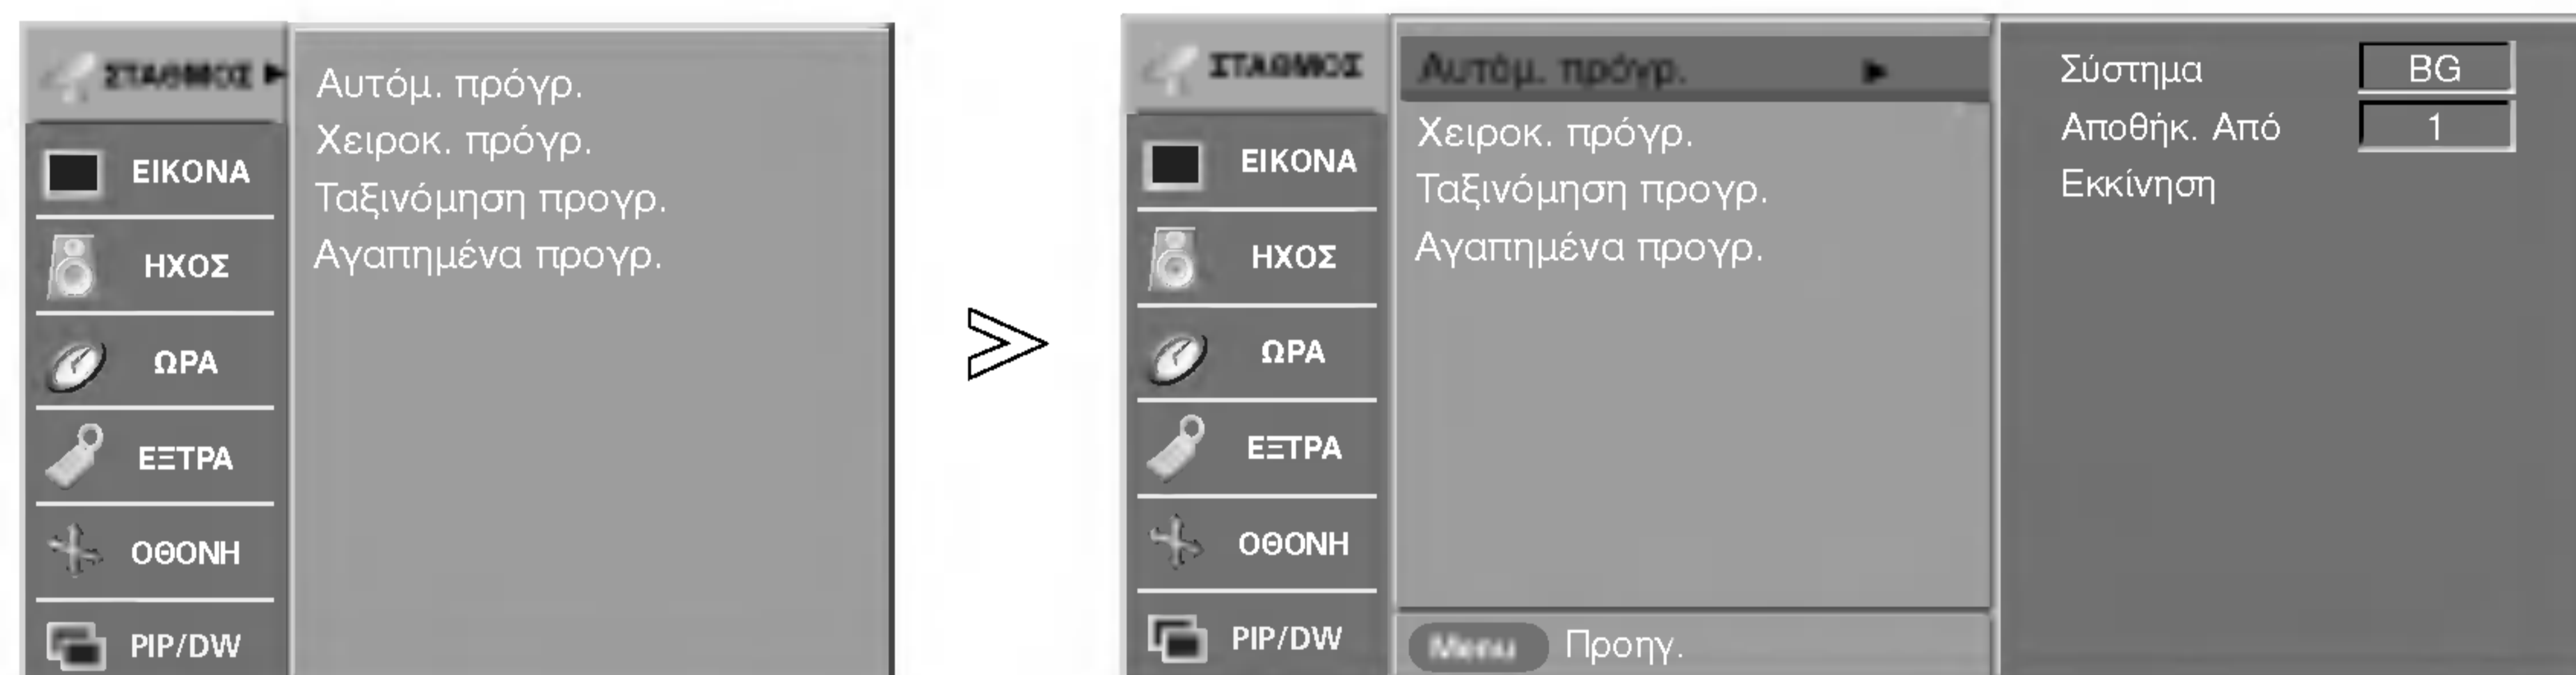 ΣΤΑΘΜΟΣ
ΕΙΚΟΝΑ
ΗΧΟΣ
ΩΡΑ
ΕΞΤΡΑ
ΟΘΟΝΗ
PIP/DW
Αυτόμ. πρόγρ.
Χειροκ. πρόγρ.
Ταξινόμηση προγρ.
Αγαπημένα προγρ.
ΣΤΑΘΜΟΣ
ΕΙΚΟΝΑ
ΗΧΟΣ
ΩΡΑ
ΕΞΤΡΑ
ΟΘΟΝΗ
PIP/DW
Αυτόμ. πρόγρ.
Χειροκ. πρόγρ.
Ταξινόμηση προγρ.
Αγαπημένα προγρ.
Menu Προηγ.
Σύστημα BG
Αποθήκ. Από 1
Εκκίνηση